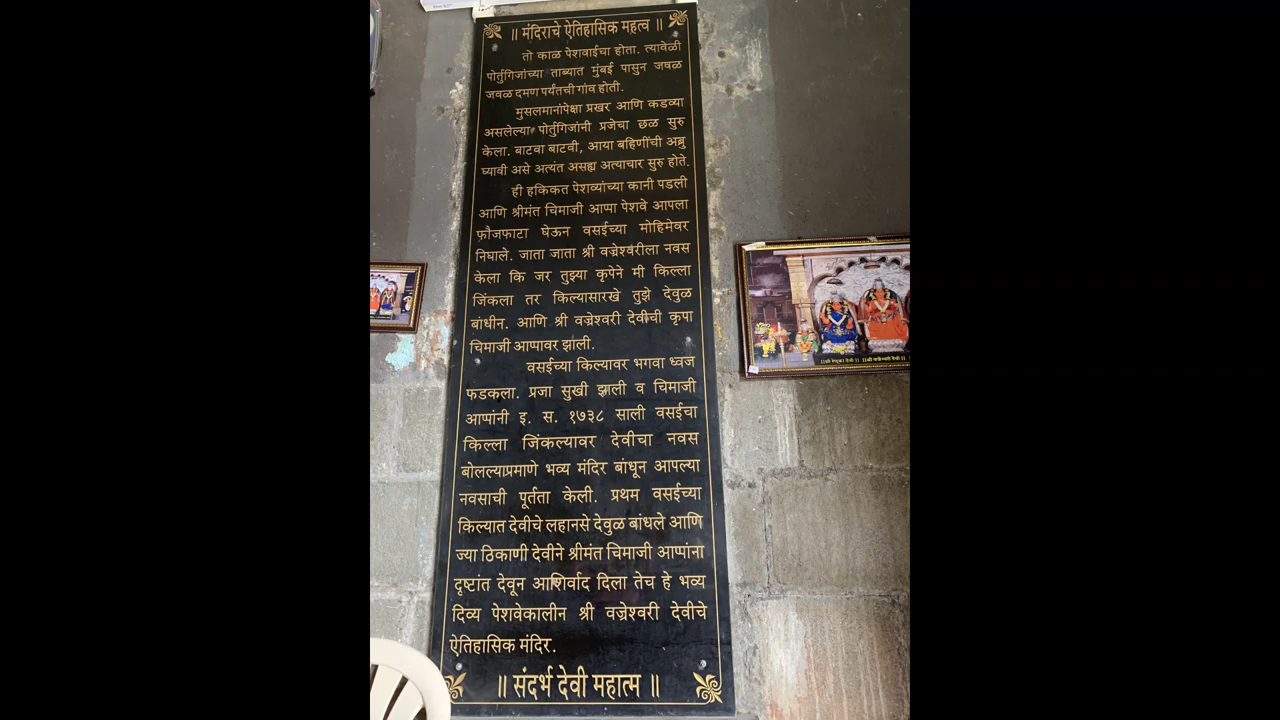 ॥ मंदिराचे ऐतिहासिक महत्व ॥
तो काळ पेशवाईचा होता. त्यावेळी
पोर्तुगिजांच्या ताब्यात मुंबई पासुन जवळ
जवळ दमण पर्यंतची गांव होती.
मुसलमानांपेक्षा प्रखर आणि कडव्या
असलेल्या पोर्तुगिजांनी प्रजेचा छळ सुरु
केला. बाटवा बाटवी, आया बहिणींची अब्रु
घ्यावी असे अत्यंत असह्य अत्याचार सुरु होते.
ही हकिकत पेशव्यांच्या कानी पडली
आणि श्रीमंत चिमाजी आप्पा पेशवे आपला
फ़ौजफाटा घेऊन वसईच्या मोहिमेवर
निघाले. जाता जाता श्री वज्रेश्वरीला नवस
केला कि जर तुझ्या कृपेने मी किल्ला
जिंकला तर किल्यासारखे तुझे देवुळ
बांधीन. आणि श्री वज्रेश्वरी देवीची कृपा
चिमाजी आप्पावर झाली.
वसईच्या किल्यावर भगवा ध्वज
फडकला. प्रजा सुखी झाली व चिमाजी
आप्पांनी इ. स. १७३८ साली वसईचा
किल्ला जिंकल्यावर देवीचा नवस
बोलल्याप्रमाणे भव्य मंदिर बांधून आपल्या
नवसाची पूर्तता केली. प्रथम वसईच्या
किल्यात देवीचे लहानसे देवुळ बांधले आणि
ज्या ठिकाणी देवीने श्रीमंत चिमाजी आप्पांना
दृष्टांत देवून आशिर्वाद दिला तेच हे भव्य
दिव्य पेशवेकालीन श्री वज्रेश्वरी देवीचे
ऐतिहासिक मंदिर.
॥ संदर्भ देवी महात्म ॥
॥श्री रेणुका देवी॥ ॥श्री वज्रेश्वरी देवी॥